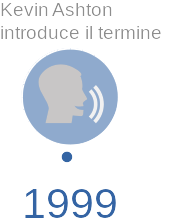 Kevin Ashton
introduce il termine
1999